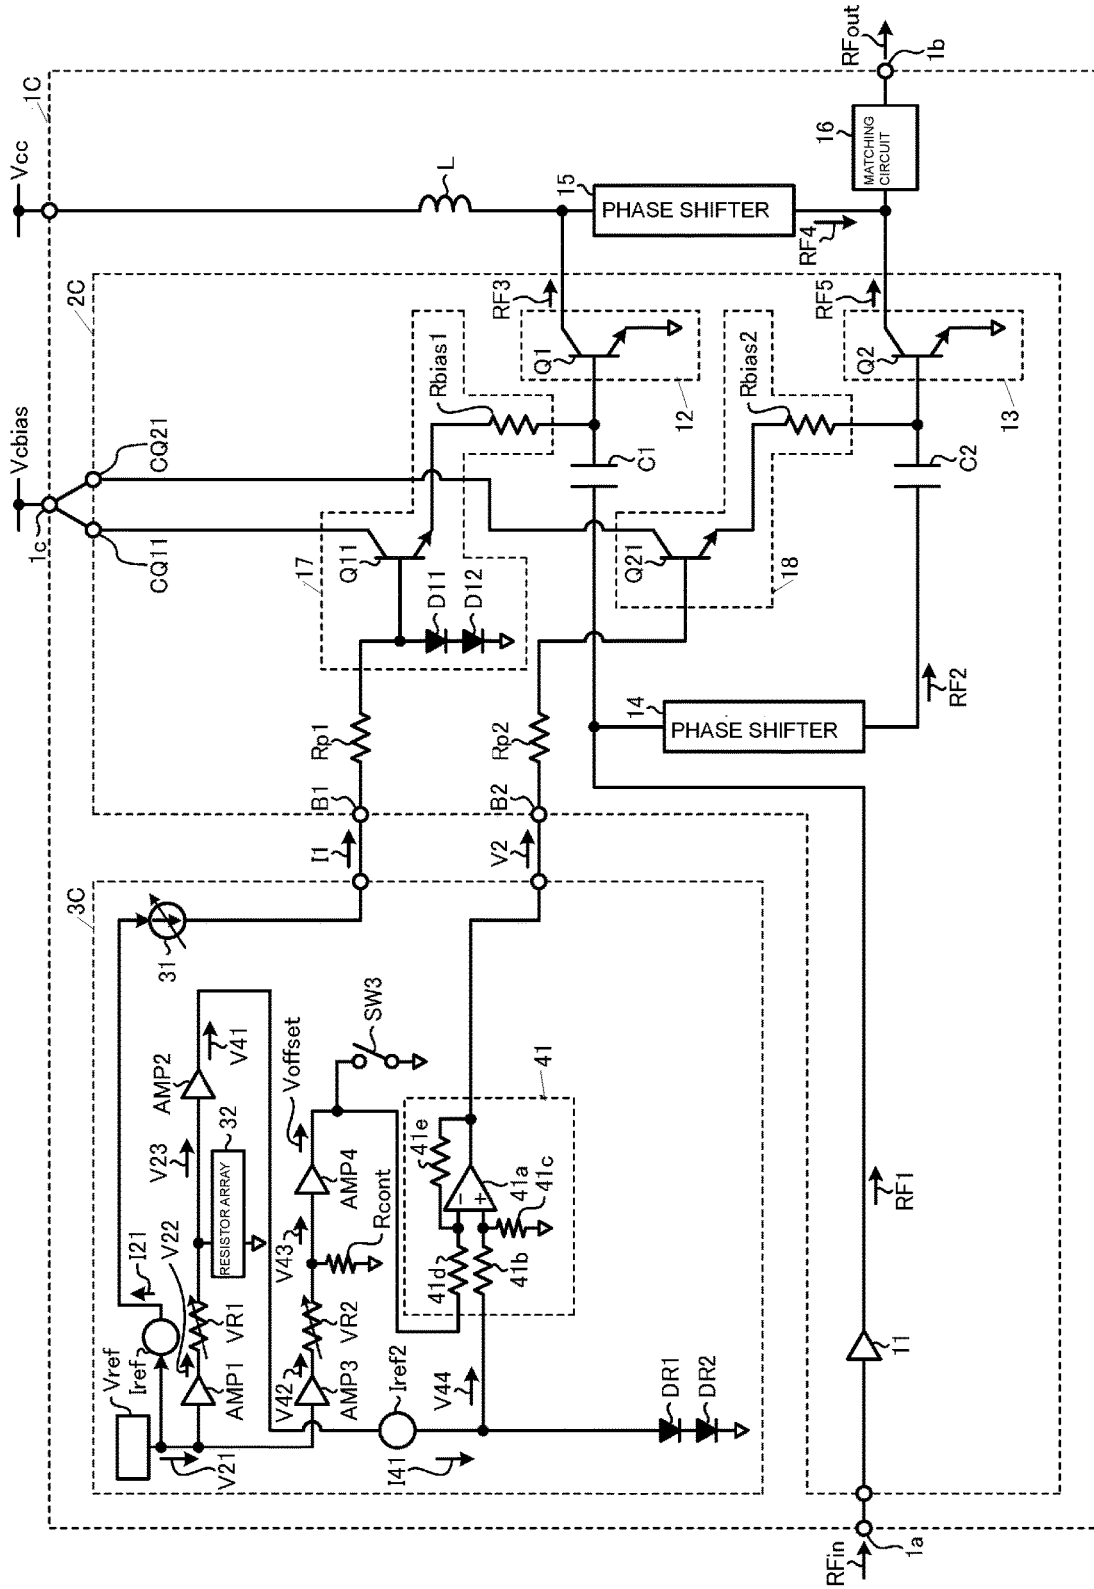 1C
Vcc
L
15
PHASE SHIFTER
RF4
16
MATCHING
CIRCUIT
1b
RFout
2C
Vcbias
1c
CQ21
CQ11
17
Q11
D11
D12
Rbias1
RF3
Q1
12
C1
Q21
18
Rbias2
RF5
Q2
13
C2
Rp1
B1
I1
Rp2
B2
V2
14
PHASE SHIFTER
RF2
3C
31
AMP2
V41
V23
32
RESISTOR ARRAY
Voffset
SW3
AMP4
V43
Rcont
41
41e
41a
41c
41d
41b
Vref
Iref
I21
V22
VR1
AMP1
V21
V42
VR2
AMP3
Iref2
I41
V44
DR1
DR2
RF1
11
1a
RFin